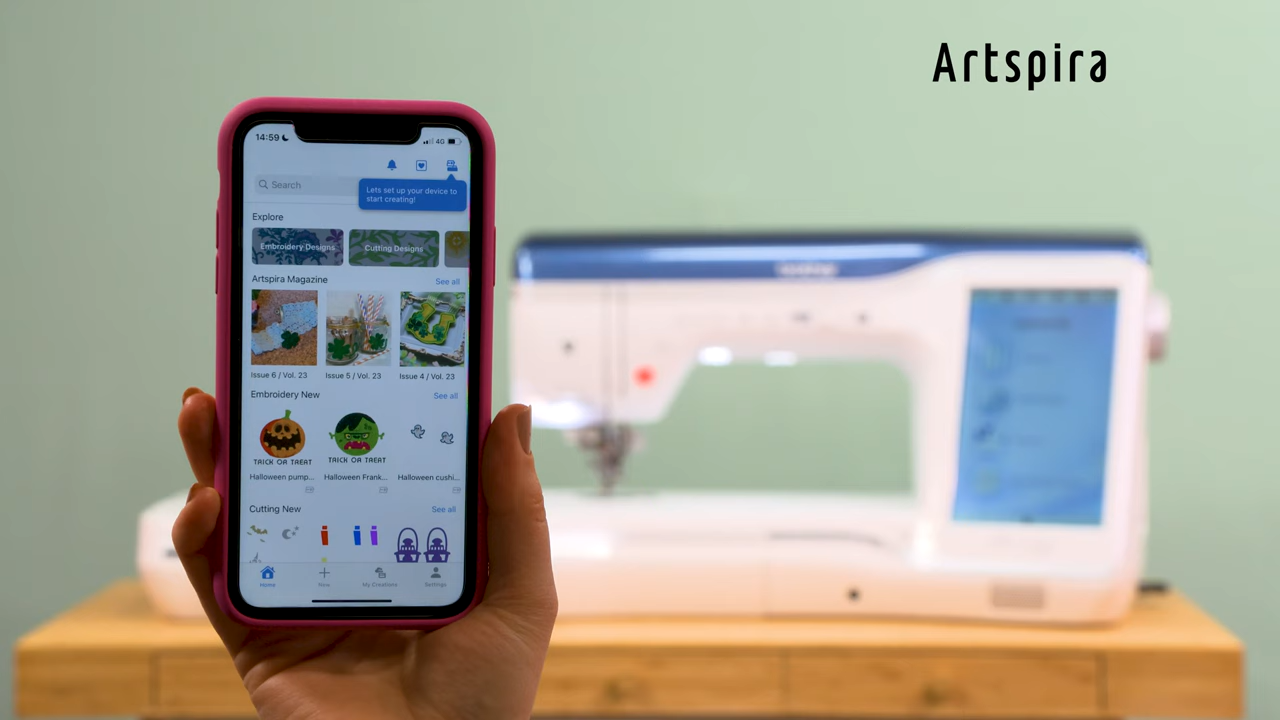 Artspira
14:59
4G
Search
Lets set up your device to
start creating!
Explore
Embroidery Designs
Cutting Designs
Artspira Magazine
See all
Issue 6 / Vol. 23
Issue 5 / Vol. 23
Issue 4 / Vol. 23
Embroidery New
See all
TRICK OR TREAT
TRICK OR TREAT
Halloween pump...
Halloween Frank...
Halloween cushi...
Cutting New
See all
Home
New
My Creations
Settings